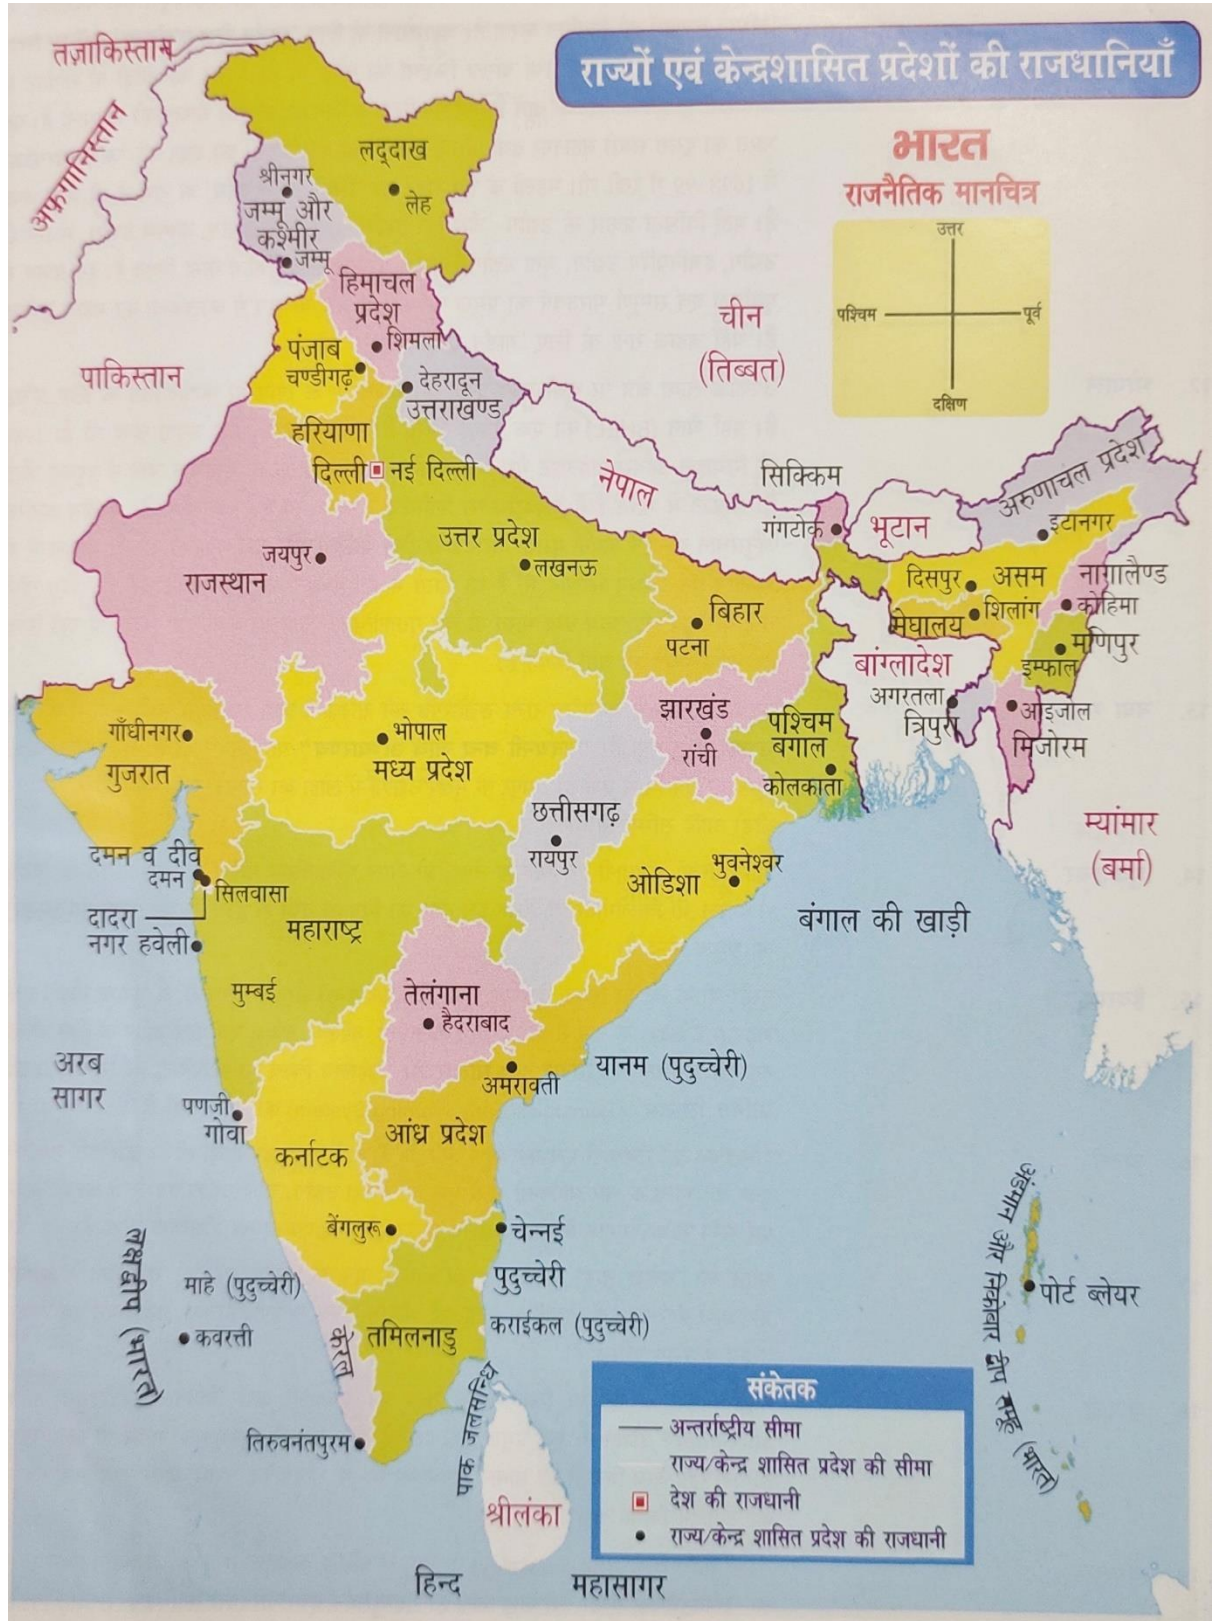 तज़ाकिस्तान
राज्यों एवं केन्द्रशासित प्रदेशों की राजधानियाँ
अफ़गानिस्तान
भारत
राजनैतिक मानचित्र
उत्तर
पश्चिम
पूर्व
दक्षिण
लद्दाख
लेह
श्रीनगर
जम्मू और
कश्मीर
जम्मू
हिमाचल
प्रदेश
शिमला
चीन
(तिब्बत)
पाकिस्तान
पंजाब
चण्डीगढ़
देहरादून
उत्तराखण्ड
हरियाणा
दिल्ली
नई दिल्ली
नेपाल
सिक्किम
गंगटोक
भूटान
अरुणाचल प्रदेश
इटानगर
राजस्थान
जयपुर
उत्तर प्रदेश
लखनऊ
बिहार
पटना
दिसपुर
असम
नागालैण्ड
कोहिमा
शिलांग
मेघालय
मणिपुर
इम्फाल
बांग्लादेश
अगरतला
त्रिपुरा
आइजोल
मिजोरम
गाँधीनगर
गुजरात
भोपाल
मध्य प्रदेश
झारखंड
रांची
पश्चिम
बंगाल
कोलकाता
छत्तीसगढ़
रायपुर
म्यांमार
(बर्मा)
दमन व दीव
दमन
सिलवासा
दादरा
नगर हवेली
महाराष्ट्र
मुम्बई
ओडिशा
भुवनेश्वर
बंगाल की खाड़ी
तेलंगाना
हैदराबाद
अरब
सागर
अमरावती
यानम (पुदुच्चेरी)
पणजी
गोवा
कर्नाटक
आंध्र प्रदेश
बेंगलुरू
चेन्नई
पुदुच्चेरी
माहे (पुदुच्चेरी)
कराईकल (पुदुच्चेरी)
लक्षद्वीप (भारत)
कवरत्ती
केरल
तमिलनाडु
तिरुवनंतपुरम
पाक जलसन्धि
श्रीलंका
अंडमान और निकोबार द्वीप समूह (भारत)
पोर्ट ब्लेयर
संकेतक
अन्तर्राष्ट्रीय सीमा
राज्य/केन्द्र शासित प्रदेश की सीमा
देश की राजधानी
राज्य/केन्द्र शासित प्रदेश की राजधानी
हिन्द महासागर